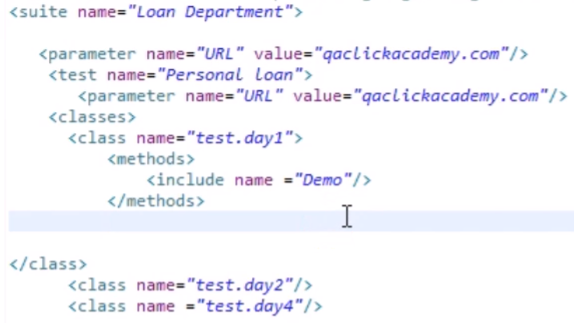 <suite name="Loan Department">
<parameter name="URL" value="qaclickacademy.com"/>
<test name="Personal loan">
<parameter name="URL" value="qaclickacademy.com"/>
<classes>
<class name="test.day1">
<methods>
<include name ="Demo"/>
</methods>
</class>
<class name="test.day2"/>
<class name ="test.day4"/>